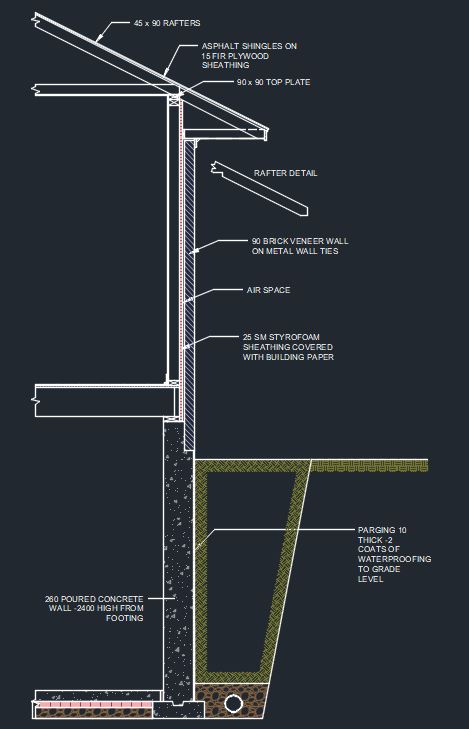 45 x 90 RAFTERS
ASPHALT SHINGLES ON
15 FIR PLYWOOD
SHEATHING
90 x 90 TOP PLATE
RAFTER DETAIL
90 BRICK VENEER WALL
ON METAL WALL TIES
AIR SPACE
25 SM STYROFOAM
SHEATHING COVERED
WITH BUILDING PAPER
PARGING 10
THICK -2
COATS OF
WATERPROOFING
TO GRADE
LEVEL
260 POURED CONCRETE
WALL -2400 HIGH FROM
FOOTING